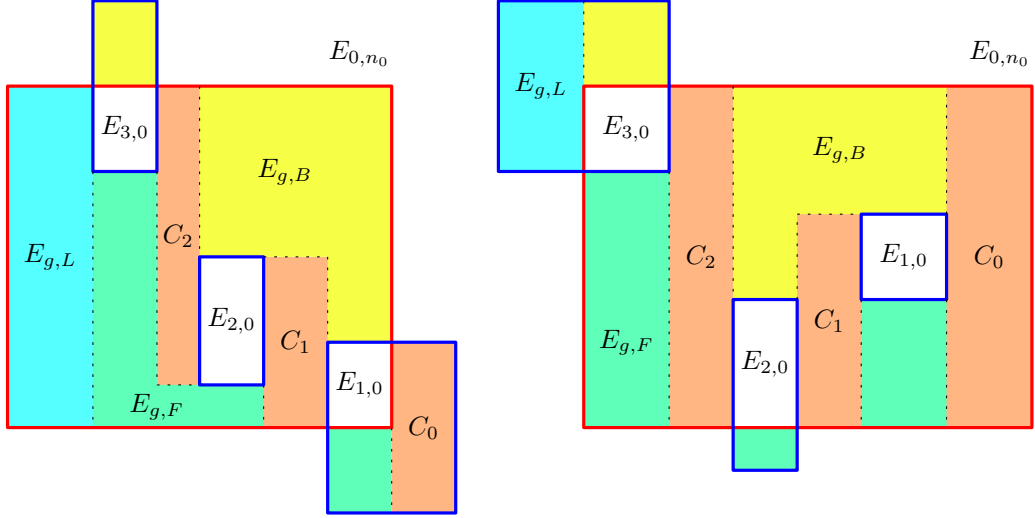 $E_{0,n_0}$
$E_{3,0}$
$E_{g,B}$
$C_2$
$E_{g,L}$
$E_{2,0}$
$C_1$
$E_{1,0}$
$E_{g,F}$
$C_0$
$E_{0,n_0}$
$E_{g,L}$
$E_{3,0}$
$E_{g,B}$
$C_2$
$E_{1,0}$
$C_0$
$C_1$
$E_{g,F}$
$E_{2,0}$